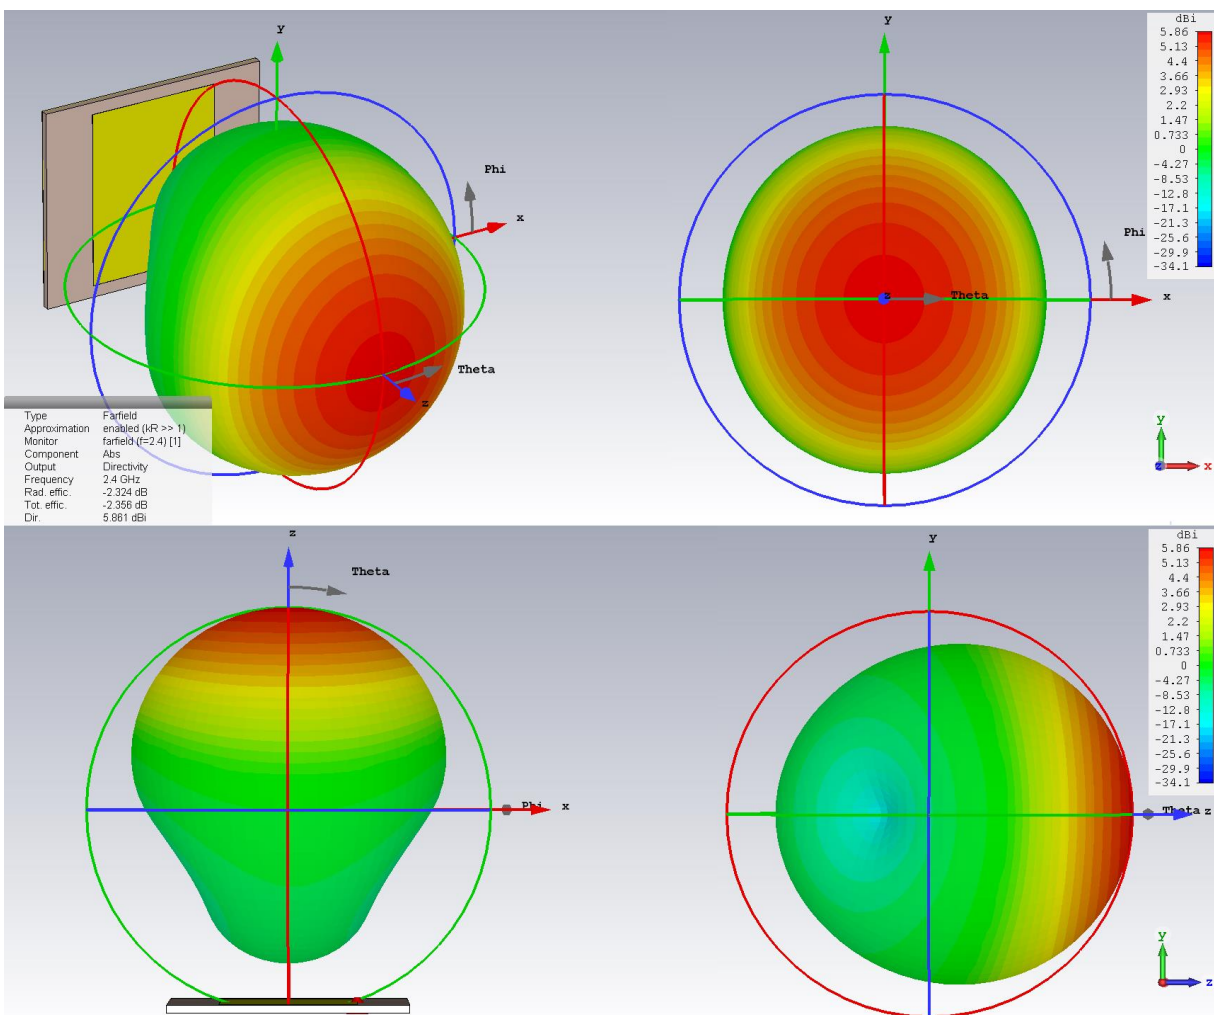 y
Phi
x
Theta
z
Type Farfield
Approximation enabled (kR >> 1)
Monitor farfield (f=2.4) [1]
Component Abs
Output Directivity
Frequency 2.4 GHz
Rad. effic. -2.324 dB
Tot. effic. -2.356 dB
Dir. 5.861 dBi
y
Phi
x
z
Theta
dBi
5.86
5.13
4.4
3.66
2.93
2.2
1.47
0.733
0
-4.27
-8.53
-12.8
-17.1
-21.3
-25.6
-29.9
-34.1
y
z
x
z
Theta
Phi
x
y
Theta
z
dBi
5.86
5.13
4.4
3.66
2.93
2.2
1.47
0.733
0
-4.27
-8.53
-12.8
-17.1
-21.3
-25.6
-29.9
-34.1
y
z